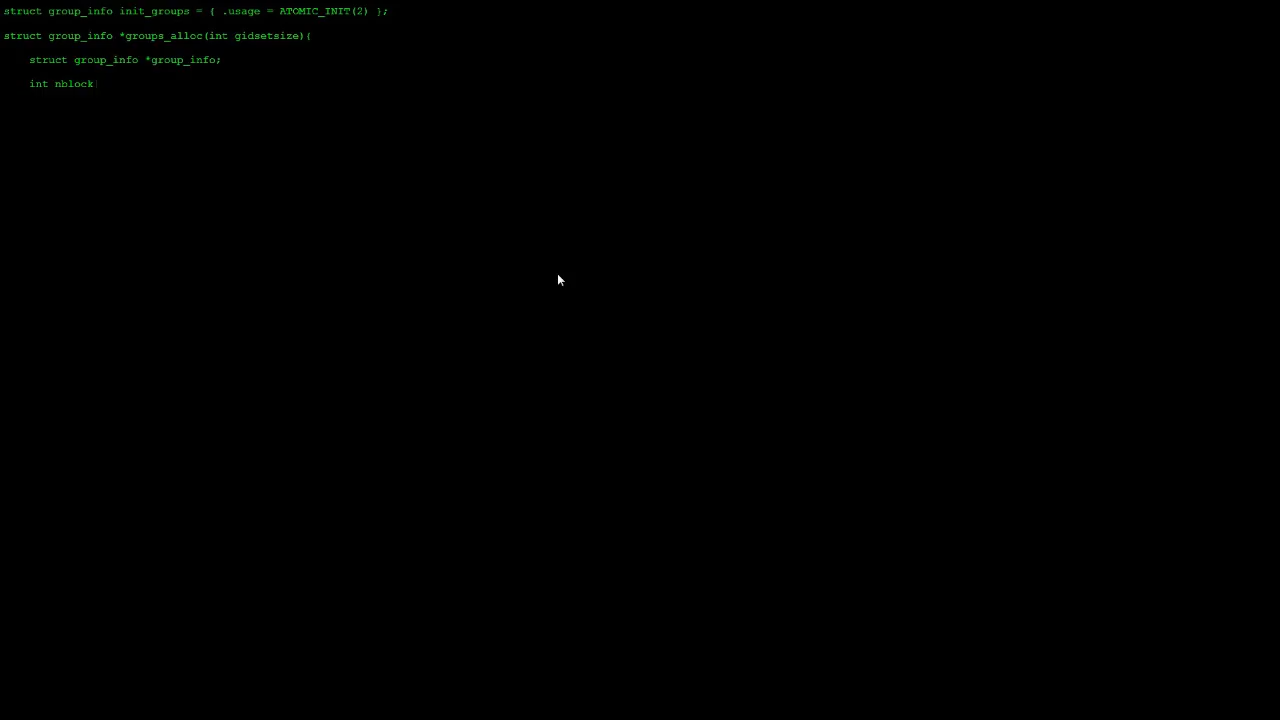 struct group_info init_groups = { .usage = ATOMIC_INIT(2) };
struct group_info *groups_alloc(int gidsetsize){
struct group_info *group_info;
int nblock